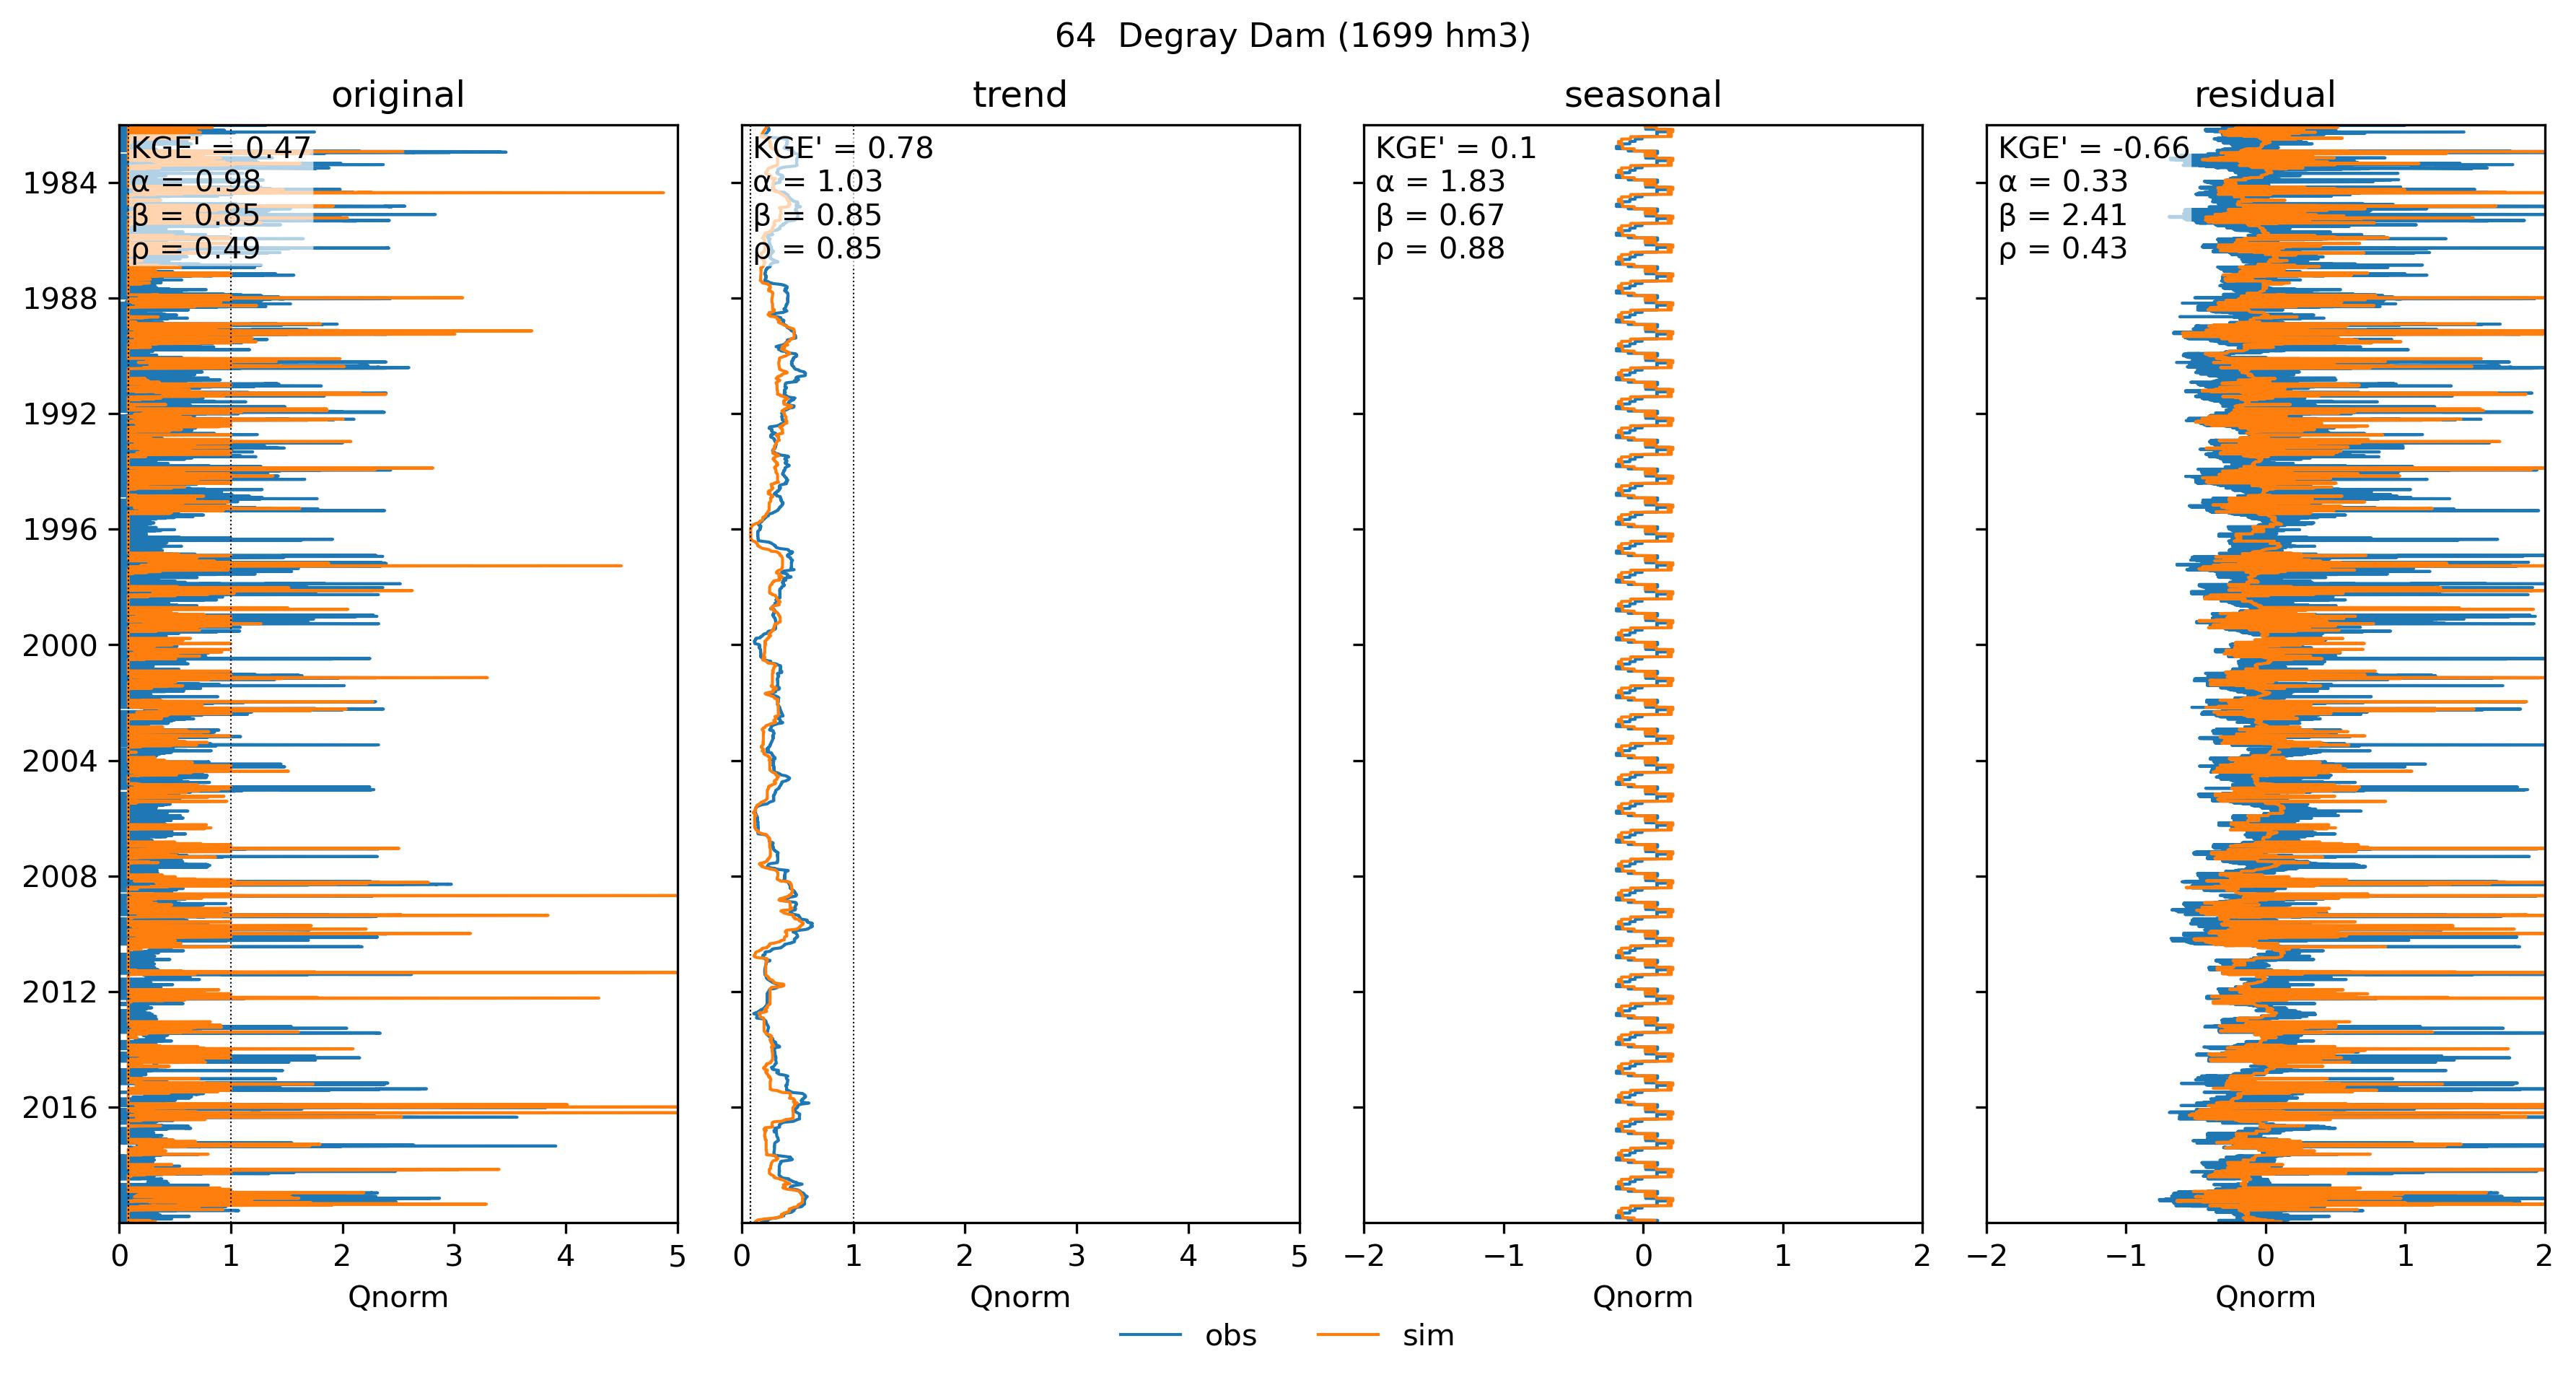 64  Degray Dam (1699 hm3)
original
trend
seasonal
residual
KGE' = 0.47
α = 0.98
β = 0.85
ρ = 0.49
KGE' = 0.78
α = 1.03
β = 0.85
ρ = 0.85
KGE' = 0.1
α = 1.83
β = 0.67
ρ = 0.88
KGE' = -0.66
α = 0.33
β = 2.41
ρ = 0.43
1984
1988
1992
1996
2000
2004
2008
2012
2016
0 1 2 3 4 5
0 1 2 3 4 5
−2 −1 0 1 2
−2 −1 0 1 2
Qnorm
Qnorm
Qnorm
Qnorm
obs
sim